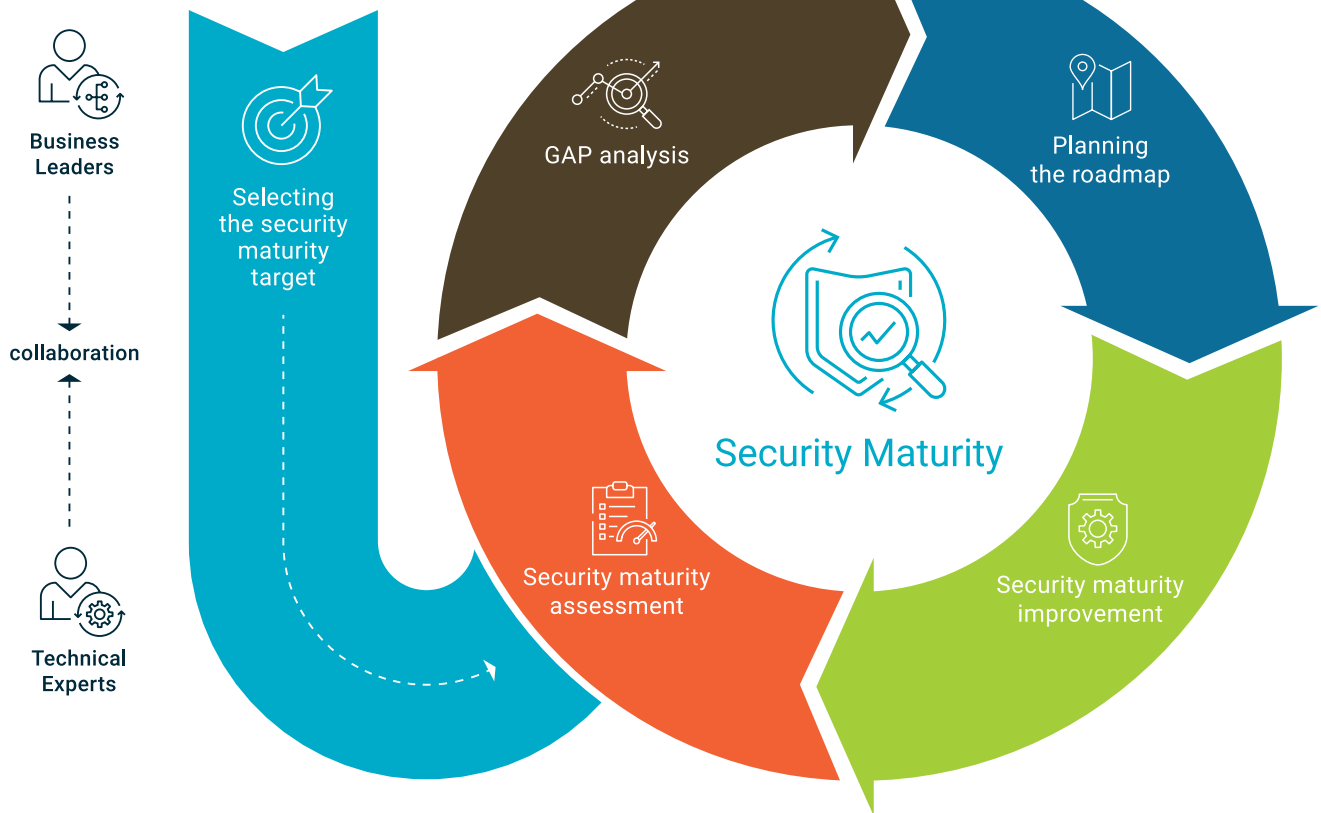 Business
Leaders
collaboration
Technical
Experts
Selecting
the security
maturity
target
GAP analysis
Planning
the roadmap
Security Maturity
Security maturity
assessment
Security maturity
improvement